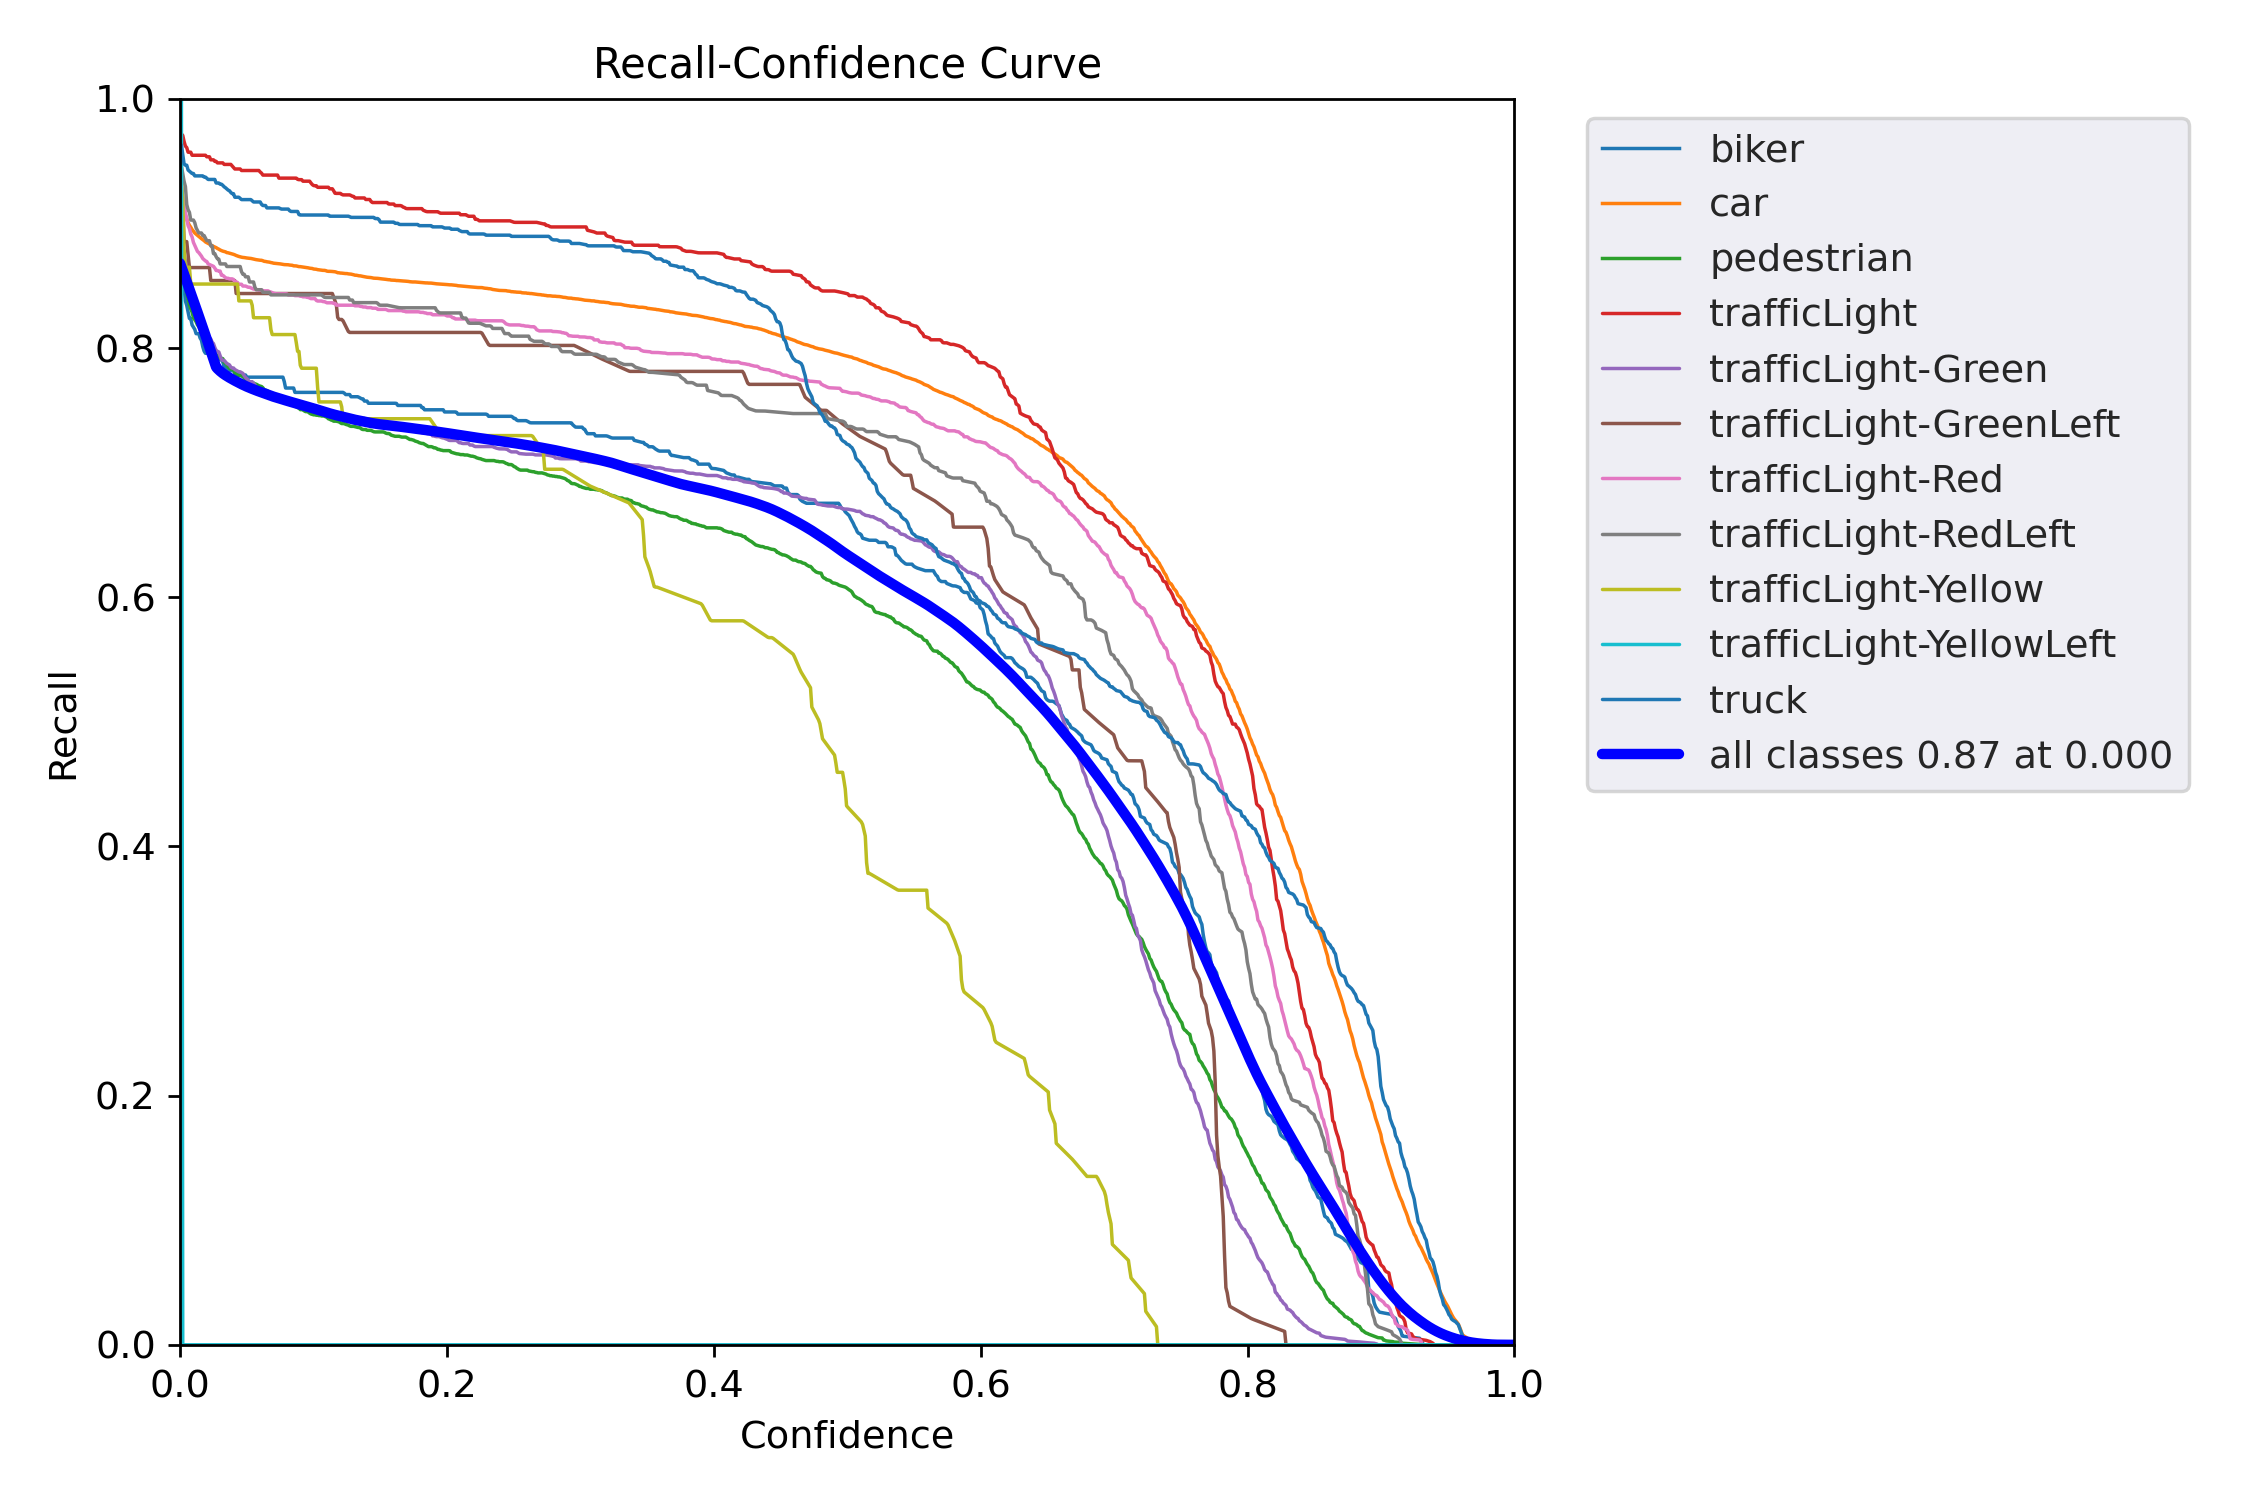 Recall-Confidence Curve
1.0
0.8
0.6
0.4
0.2
0.0
Recall
0.0 0.2 0.4 0.6 0.8 1.0
Confidence
biker
car
pedestrian
trafficLight
trafficLight-Green
trafficLight-GreenLeft
trafficLight-Red
trafficLight-RedLeft
trafficLight-Yellow
trafficLight-YellowLeft
truck
all classes 0.87 at 0.000